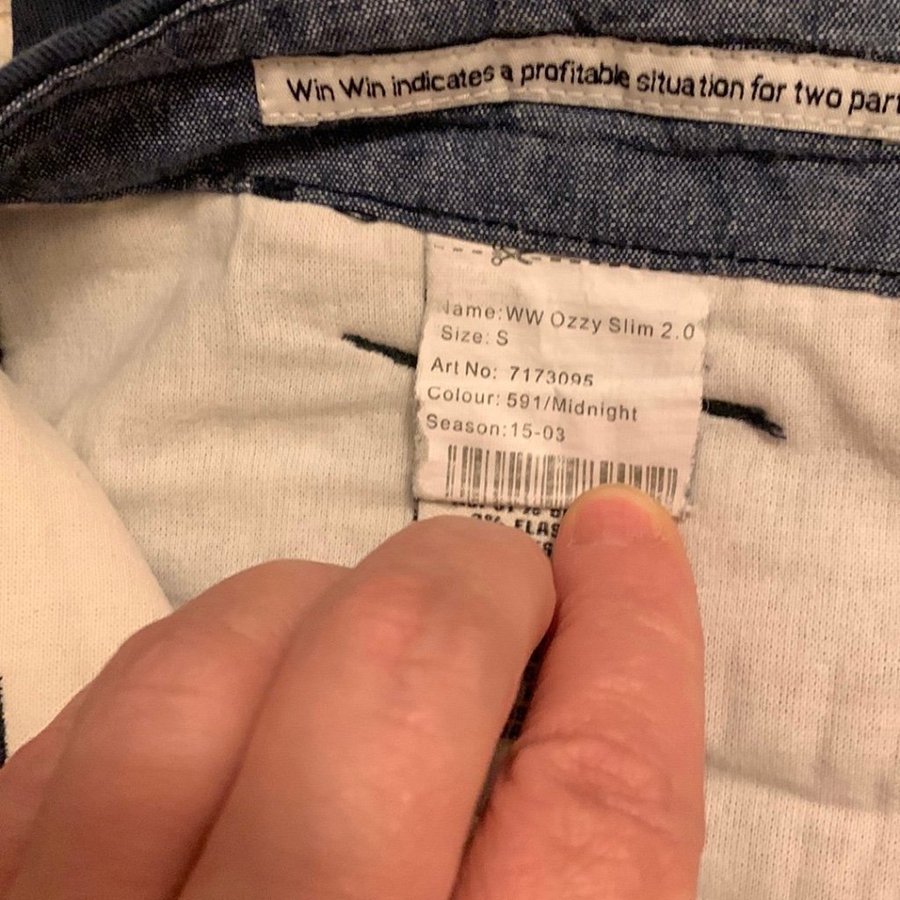 Win Win indicates a profitable situation for two part
Name: WW Ozzy Slim 2.0
Size: S
Art No: 7173095
Colour: 591/Midnight
Season: 15-03